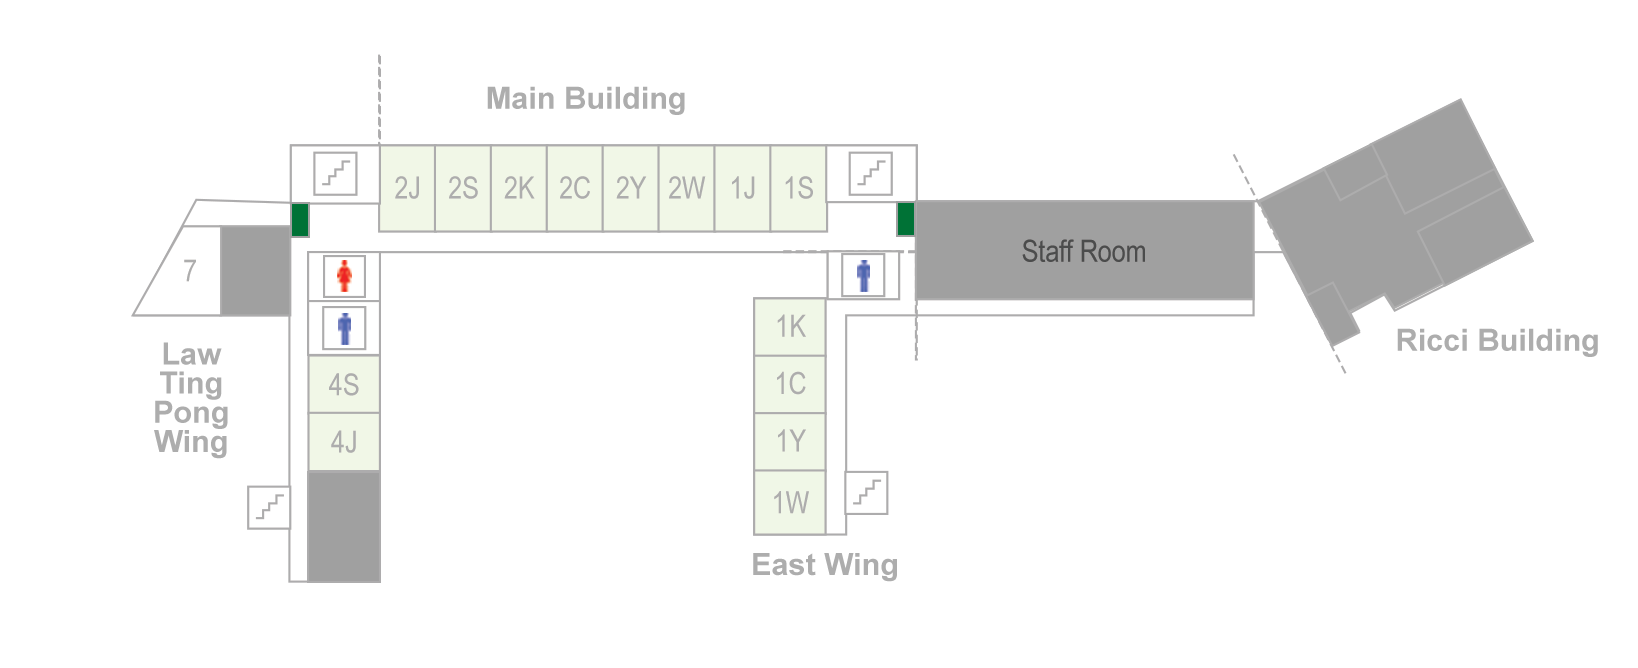 Main Building
2J 2S 2K 2C 2Y 2W 1J 1S
Staff Room
7
1K
Ricci Building
Law
Ting
Pong
Wing
4S
1C
4J
1Y
1W
East Wing